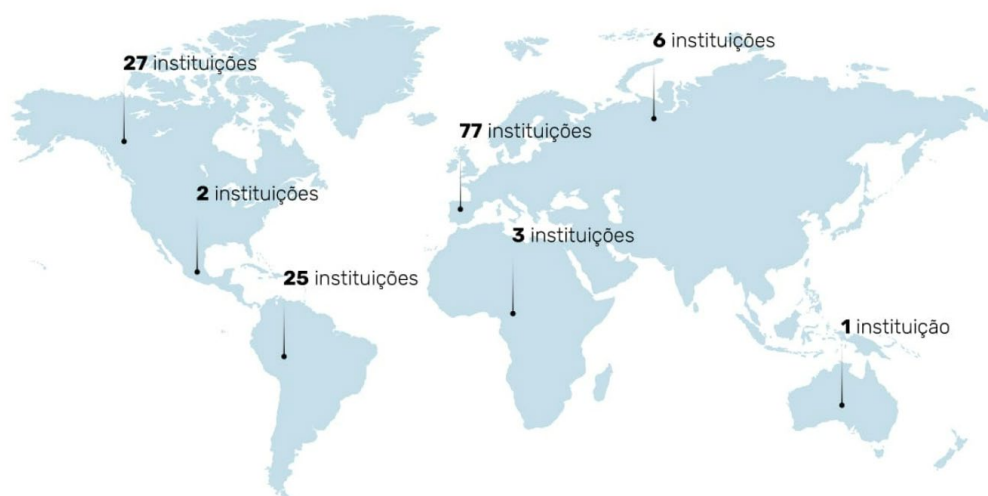 6 instituições
27 instituições
77 instituições
2 instituições
3 instituições
25 instituições
1 instituição